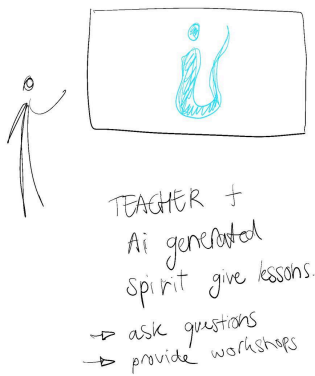 TEACHER +
Ai generated
spirit give lessons.
→ ask questions
→ provide workshops